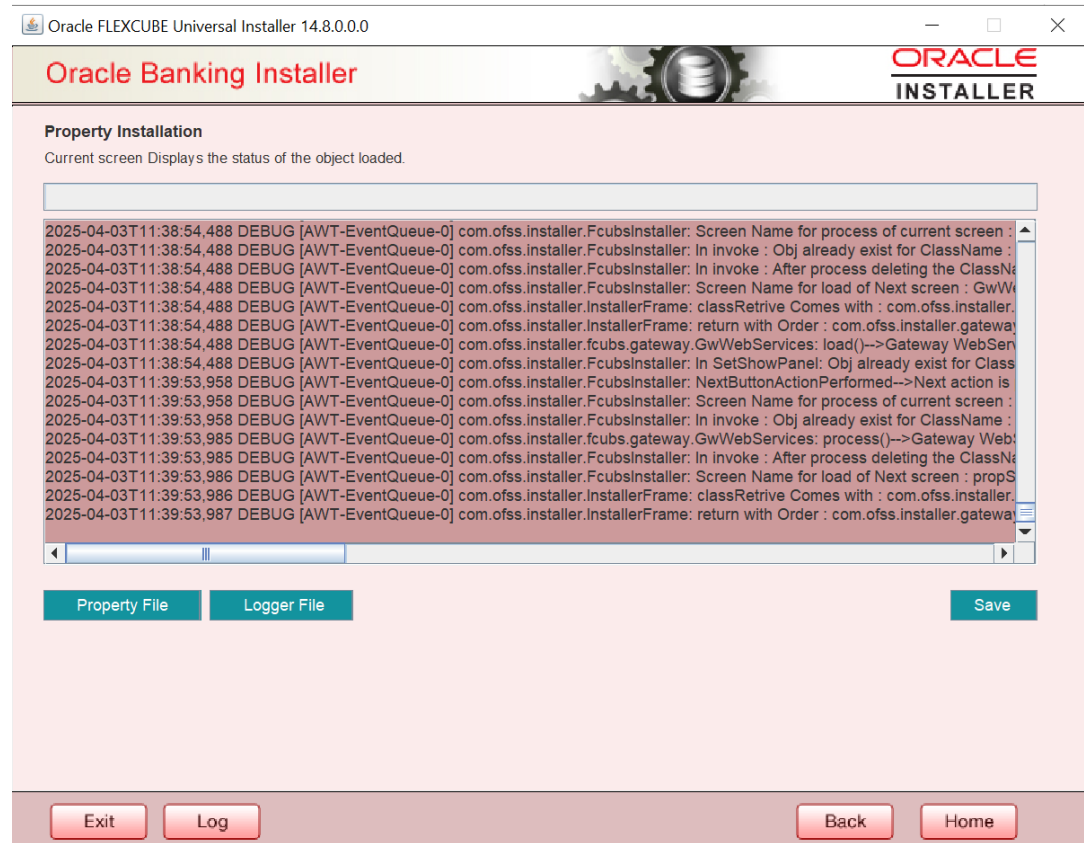 Oracle FLEXCUBE Universal Installer 14.8.0.0.0
Oracle Banking Installer
ORACLE
INSTALLER
Property Installation
Current screen Displays the status of the object loaded.
2025-04-03T11:38:54,488 DEBUG [AWT-EventQueue-0] com.ofss.installer.FcubsInstaller: Screen Name for process of current screen :
2025-04-03T11:38:54,488 DEBUG [AWT-EventQueue-0] com.ofss.installer.FcubsInstaller: In invoke : Obj already exist for ClassName :
2025-04-03T11:38:54,488 DEBUG [AWT-EventQueue-0] com.ofss.installer.FcubsInstaller: In invoke : After process deleting the ClassNa
2025-04-03T11:38:54,488 DEBUG [AWT-EventQueue-0] com.ofss.installer.FcubsInstaller: Screen Name for load of Next screen : GwWe
2025-04-03T11:38:54,488 DEBUG [AWT-EventQueue-0] com.ofss.installer.InstallerFrame: classRetrive Comes with : com.ofss.installer.
2025-04-03T11:38:54,488 DEBUG [AWT-EventQueue-0] com.ofss.installer.InstallerFrame: return with Order : com.ofss.installer.gateway
2025-04-03T11:38:54,488 DEBUG [AWT-EventQueue-0] com.ofss.installer.fcubs.gateway.GwWebServices: load()-->Gateway WebServ
2025-04-03T11:38:54,488 DEBUG [AWT-EventQueue-0] com.ofss.installer.FcubsInstaller: In SetShowPanel: Obj already exist for Class
2025-04-03T11:39:53,958 DEBUG [AWT-EventQueue-0] com.ofss.installer.FcubsInstaller: NextButtonActionPerformed-->Next action is
2025-04-03T11:39:53,958 DEBUG [AWT-EventQueue-0] com.ofss.installer.FcubsInstaller: Screen Name for process of current screen :
2025-04-03T11:39:53,958 DEBUG [AWT-EventQueue-0] com.ofss.installer.FcubsInstaller: In invoke : Obj already exist for ClassName :
2025-04-03T11:39:53,985 DEBUG [AWT-EventQueue-0] com.ofss.installer.fcubs.gateway.GwWebServices: process()-->Gateway Web
2025-04-03T11:39:53,985 DEBUG [AWT-EventQueue-0] com.ofss.installer.FcubsInstaller: In invoke : After process deleting the ClassNa
2025-04-03T11:39:53,986 DEBUG [AWT-EventQueue-0] com.ofss.installer.FcubsInstaller: Screen Name for load of Next screen : propS
2025-04-03T11:39:53,986 DEBUG [AWT-EventQueue-0] com.ofss.installer.InstallerFrame: classRetrive Comes with : com.ofss.installer.
2025-04-03T11:39:53,987 DEBUG [AWT-EventQueue-0] com.ofss.installer.InstallerFrame: return with Order : com.ofss.installer.gateway
Property File
Logger File
Save
Exit
Log
Back
Home